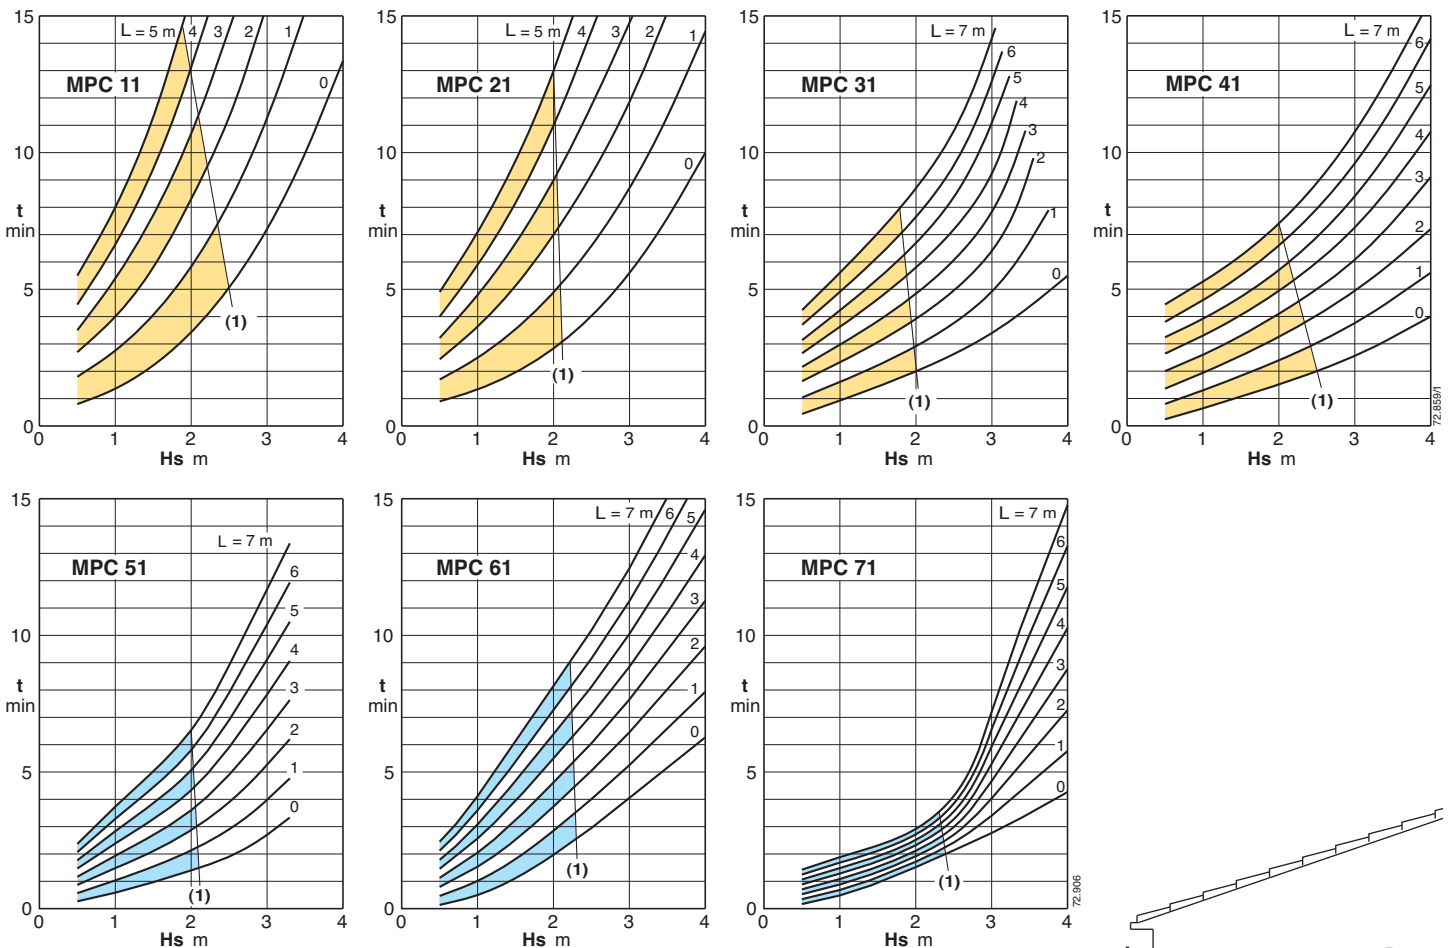 15
L = 5 m 4 3 2 1
0
MPC 11
10
t
min
5
(1)
0
0 1 2 3 4
Hs m
15
L = 5 m 4 3 2 1
0
MPC 21
10
t
min
5
(1)
0
0 1 2 3 4
Hs m
15
L = 7 m
6
5
4
3
2
1
0
MPC 31
10
t
min
5
(1)
0
0 1 2 3 4
Hs m
15
L = 7 m
6
5
4
3
2
1
0
MPC 41
10
t
min
5
(1)
0
0 1 2 3 4
Hs m
72.859/1
15
L = 7 m
6
5
4
3
2
1
0
MPC 51
10
t
min
5
(1)
0
0 1 2 3 4
Hs m
15
L = 7 m 6 5
4
3
2
1
0
MPC 61
10
t
min
5
(1)
0
0 1 2 3 4
Hs m
15
L = 7 m
6
5
4
3
2
1
0
MPC 71
10
t
min
5
(1)
0
0 1 2 3 4
Hs m
72.906